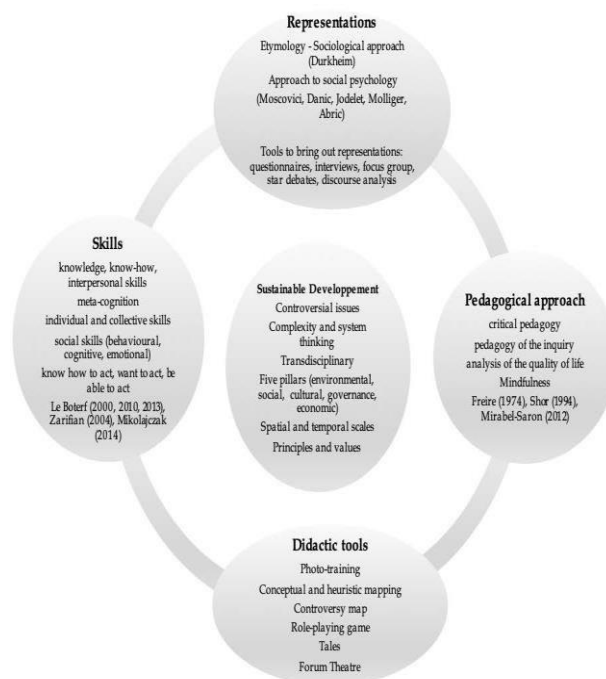 Representations
Etymology - Sociological approach
(Durkheim)
Approach to social psychology
(Moscovici, Danic, Jodelet, Molliger,
Abric)
Tools to bring out representations:
questionnaires, interviews, focus group,
star debates, discourse analysis
Skills
knowledge, know-how,
interpersonal skills
meta-cognition
individual and collective skills
social skills (behavioural,
cognitive, emotional)
know how to act, want to act, be
able to act
Le Boterf (2000, 2010, 2013),
Zarifian (2004), Mikolajczak
(2014)
Sustainable Developpement
Controversial issues
Complexity and system
thinking
Transdisciplinary
Five pillars (environmental,
social, cultural, governance,
economic)
Spatial and temporal scales
Principles and values
Pedagogical approach
critical pedagogy
pedagogy of the inquiry
analysis of the quality of life
Mindfulness
Freire (1974), Shor (1994),
Mirabel-Saron (2012)
Didactic tools
Photo-training
Conceptual and heuristic mapping
Controversy map
Role-playing game
Tales
Forum Theatre